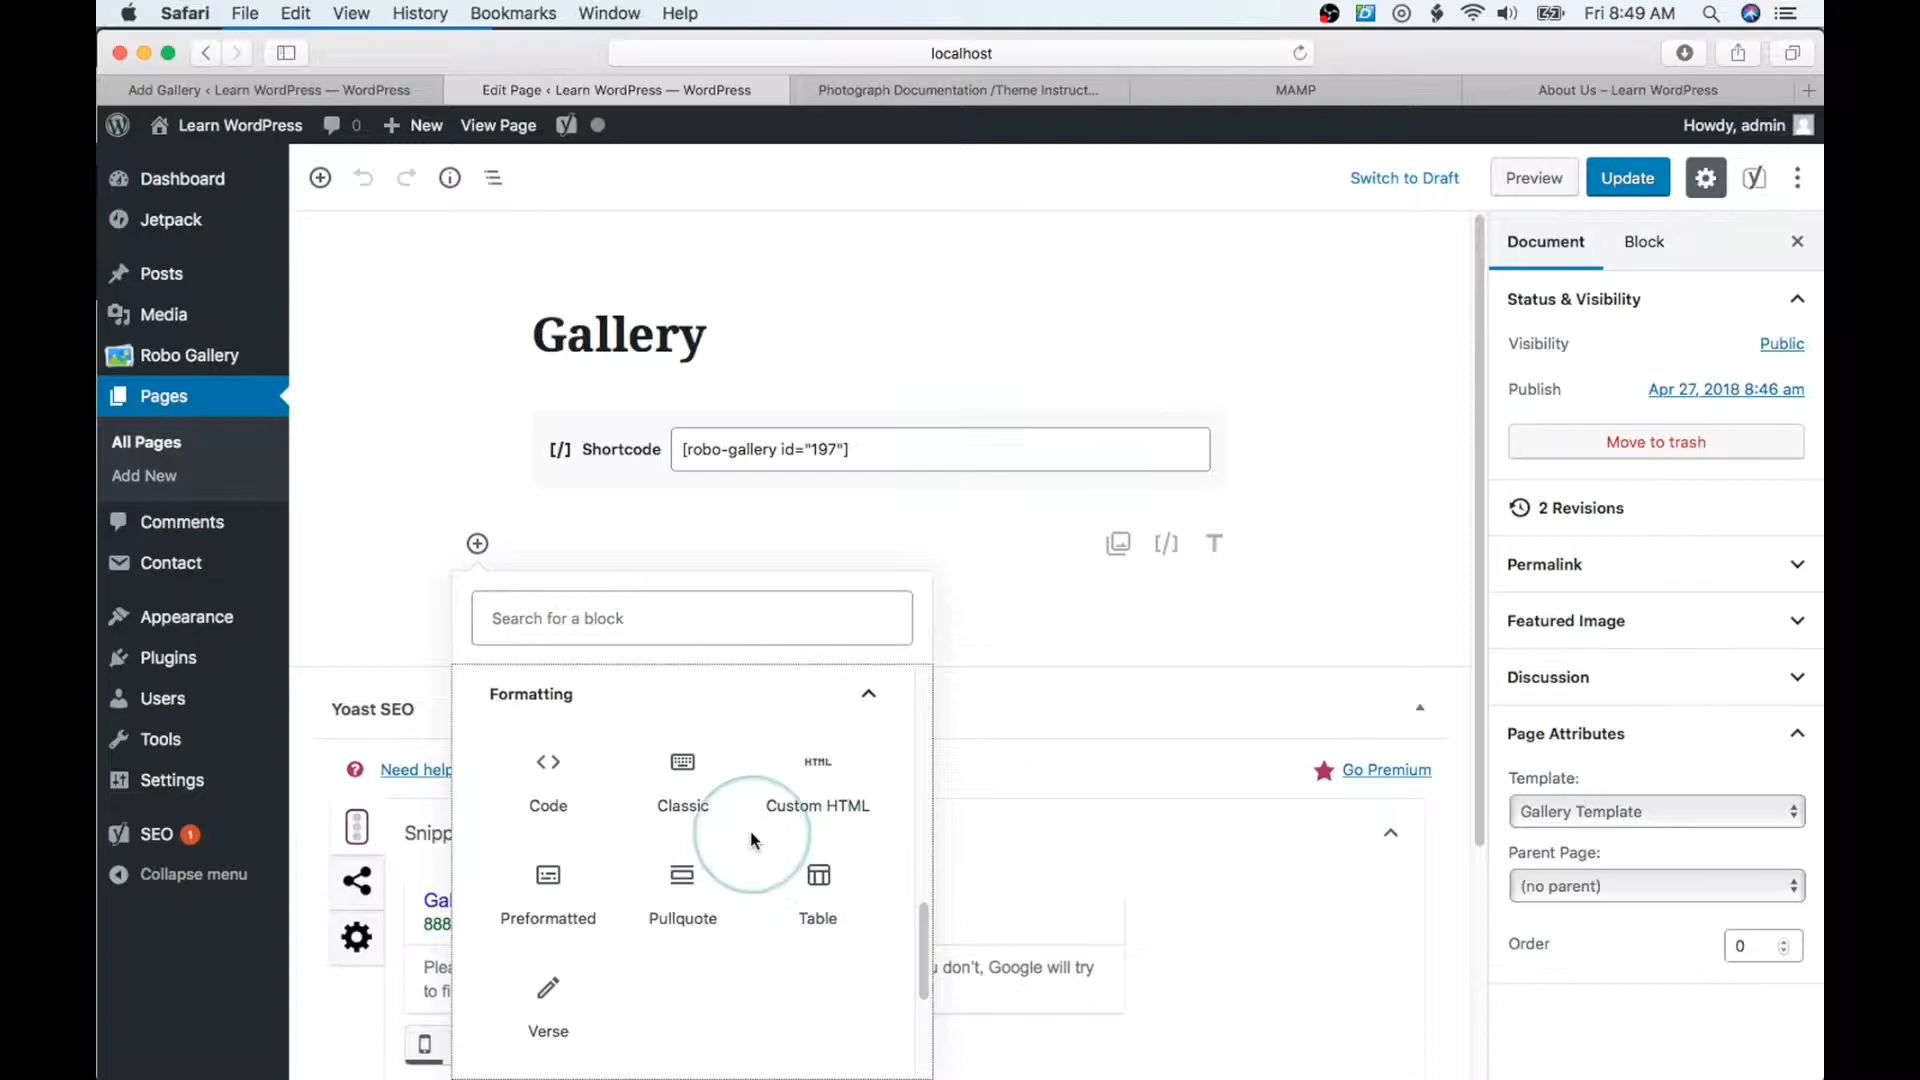 Safari File Edit View History Bookmarks Window Help Fri 8:49 AM
localhost
Add Gallery ‹ Learn WordPress — WordPress Edit Page ‹ Learn WordPress — WordPress Photograph Documentation /Theme Instruct... MAMP About Us – Learn WordPress
Learn WordPress 0 + New View Page Howdy, admin
Dashboard
Jetpack
Posts
Media
Robo Gallery
Pages
All Pages
Add New
Comments
Contact
Appearance
Plugins
Users
Tools
Settings
SEO 1
Collapse menu
Switch to Draft Preview Update
Gallery
[/] Shortcode [robo-gallery id="197"]
[/] T
Search for a block
Formatting
Code Classic HTML Custom HTML
Preformatted Pullquote Table
Verse
Yoast SEO
Need help
Go Premium
Snipp
Gal
888
Plea
u don't, Google will try
to fi
Document Block
Status & Visibility
Visibility Public
Publish Apr 27, 2018 8:46 am
Move to trash
2 Revisions
Permalink
Featured Image
Discussion
Page Attributes
Template:
Gallery Template
Parent Page:
(no parent)
Order 0